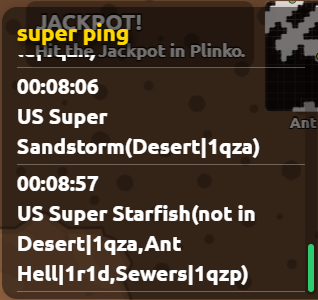 JACKPOT!
super ping
Hit the Jackpot in Plinko.
00:08:06
US Super
Sandstorm(Desert|1qza)
Ant
00:08:57
US Super Starfish(not in
Desert|1qza,Ant
Hell|1r1d,Sewers|1qzp)